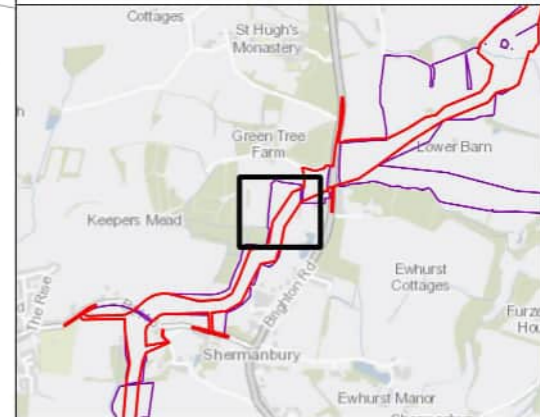 Cottages
St Hugh's
Monastery
Green Tree
Farm
Lower Barn
Keepers Mead
Ewhurst
Cottages
The Rise
Brighton Rd
Shermanbury
Ewhurst Manor